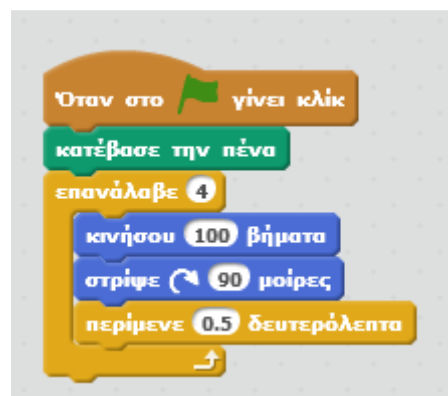 Όταν στο γίνει κλίκ
κατέβασε την πένα
επανάλαβε 4
κινήσου 100 βήματα
στρίψε 90 μοίρες
περίμενε 0.5 δευτερόλεπτα